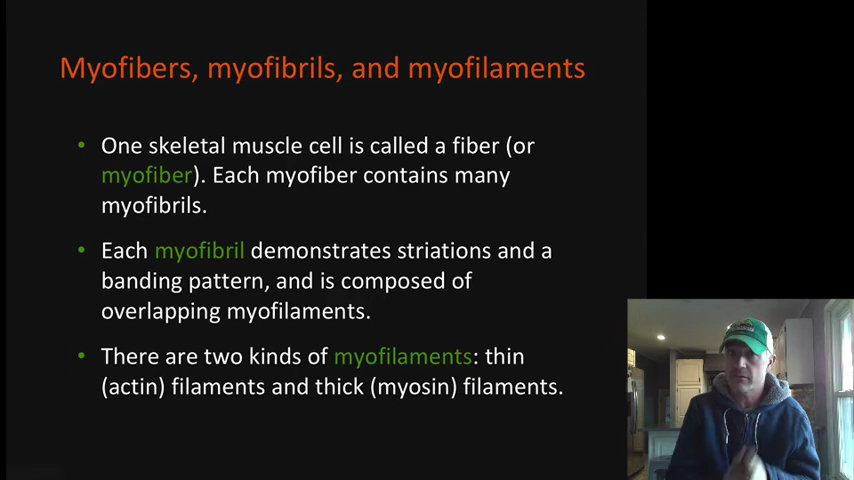 Myofibers, myofibrils, and myofilaments
• One skeletal muscle cell is called a fiber (or
myofiber). Each myofiber contains many
myofibrils.
• Each myofibril demonstrates striations and a
banding pattern, and is composed of
overlapping myofilaments.
• There are two kinds of myofilaments: thin
(actin) filaments and thick (myosin) filaments.